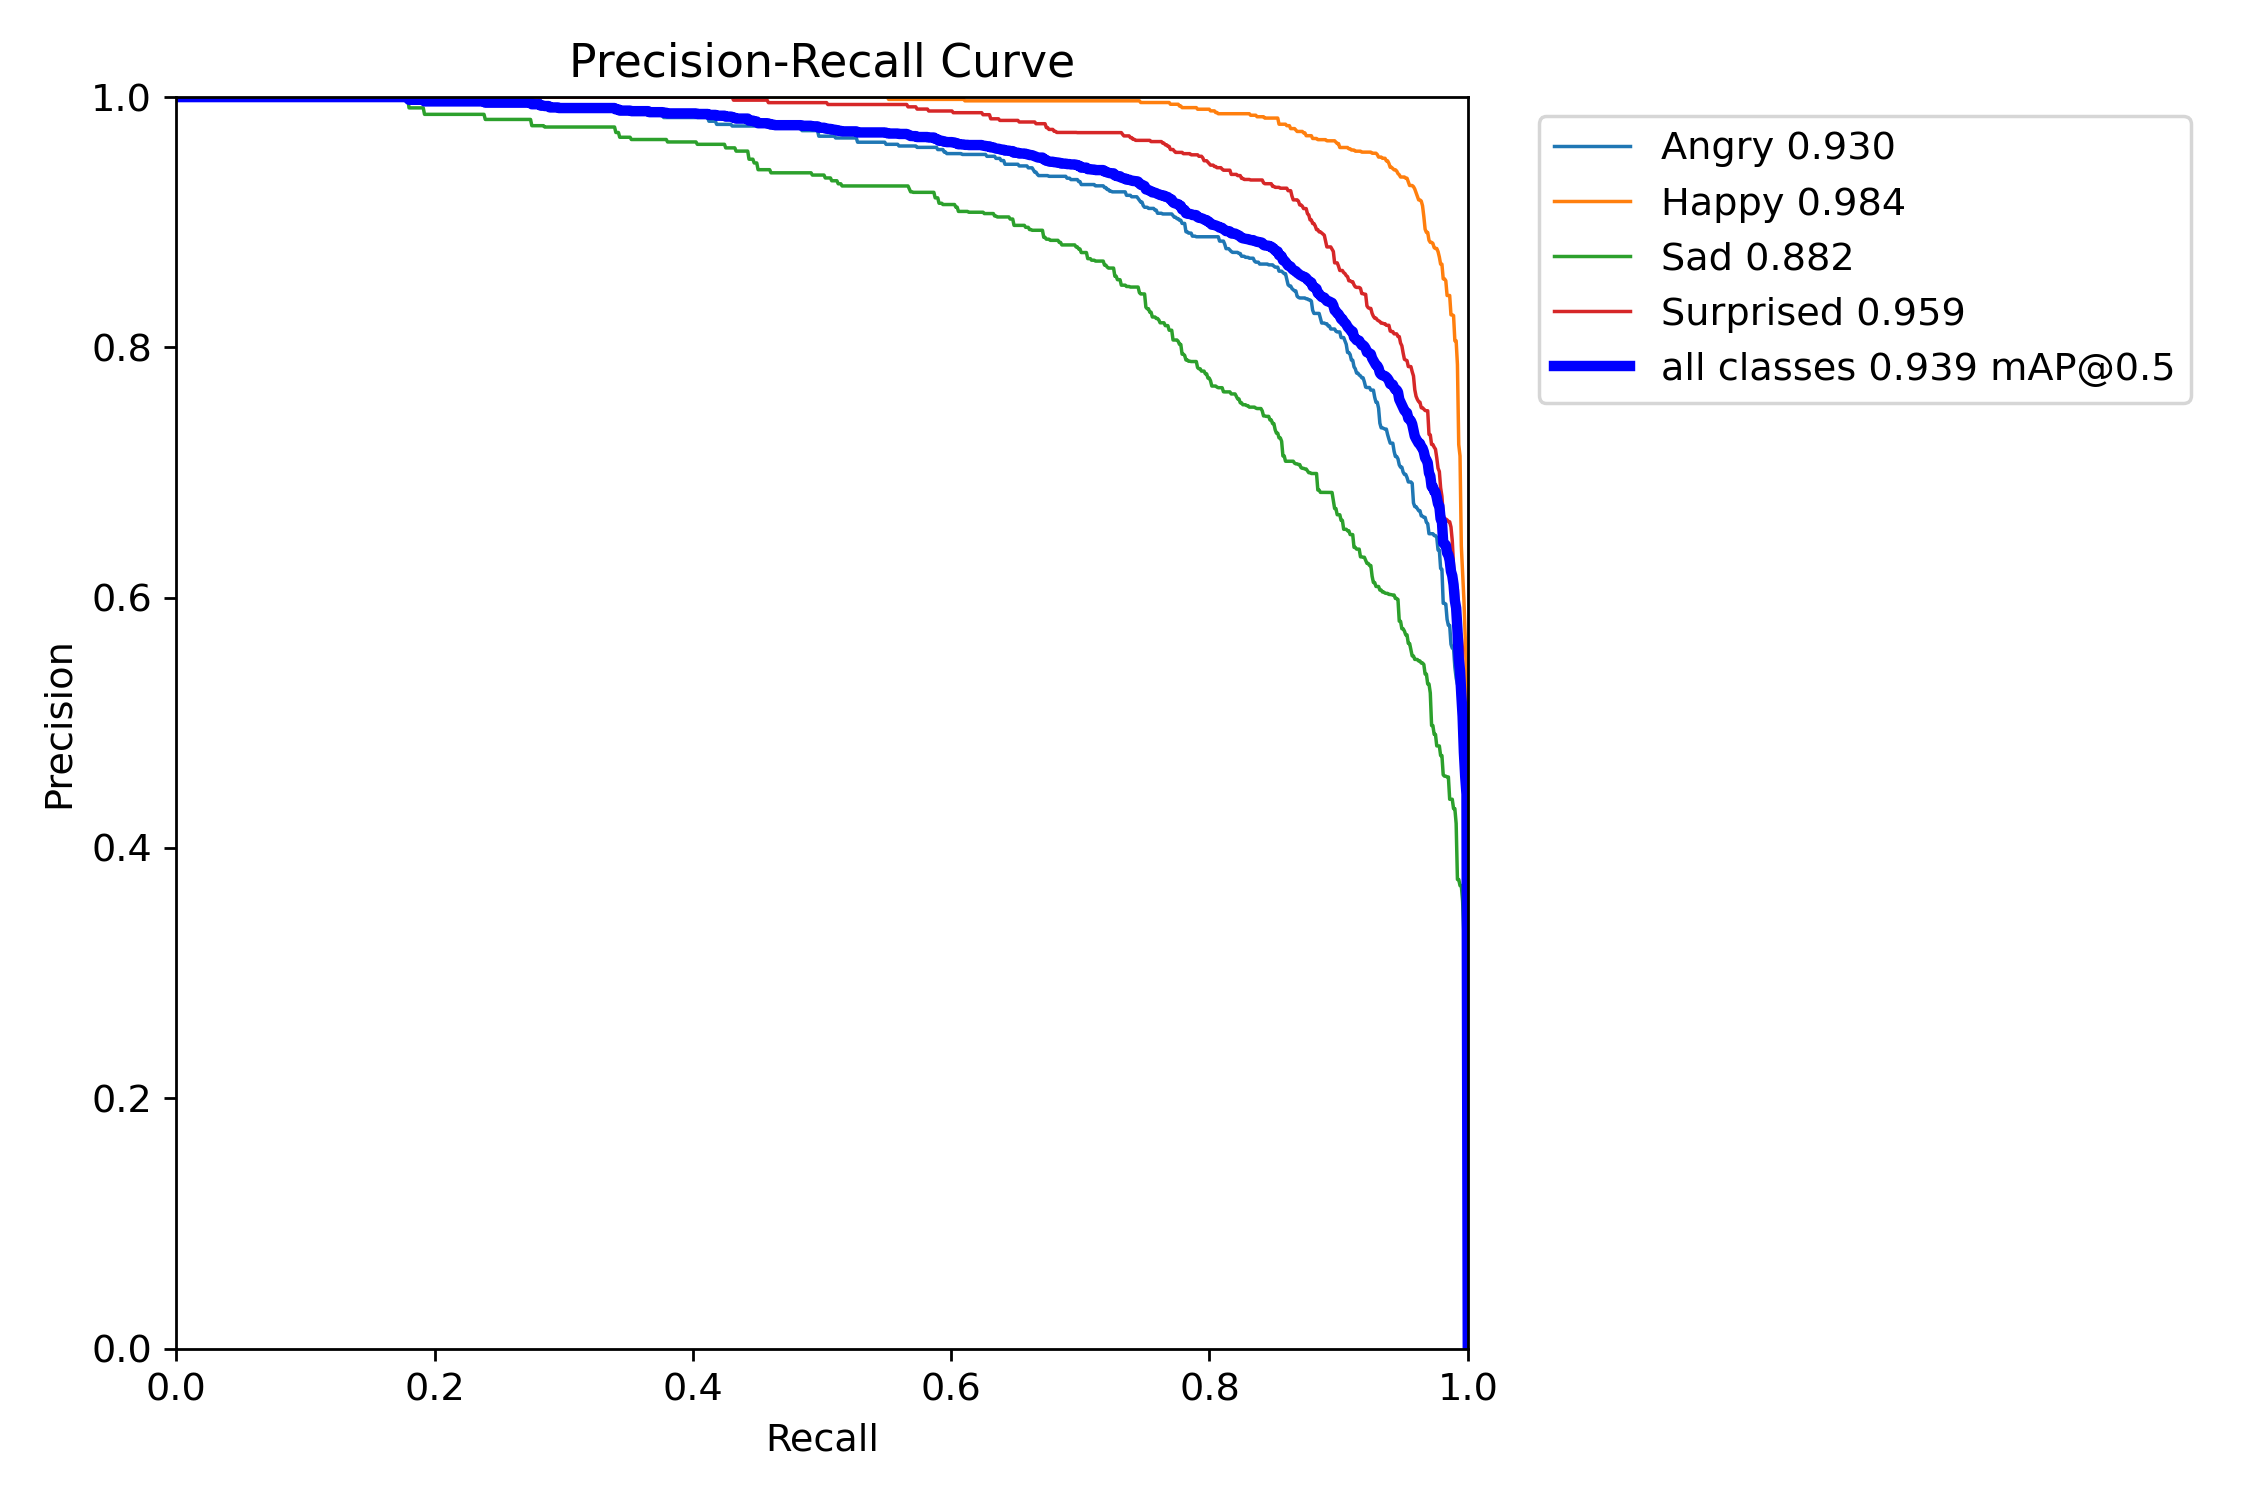 Precision-Recall Curve
1.0
0.8
0.6
0.4
0.2
0.0
Precision
0.0 0.2 0.4 0.6 0.8 1.0
Recall
Angry 0.930
Happy 0.984
Sad 0.882
Surprised 0.959
all classes 0.939 mAP@0.5